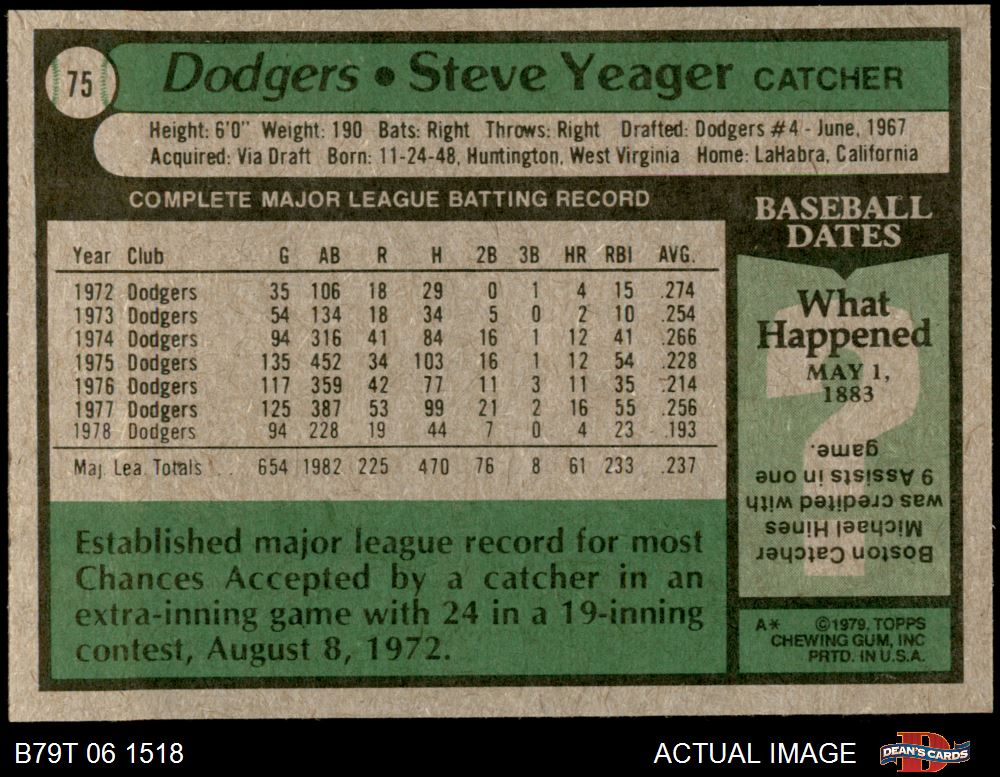 75
Dodgers • Steve Yeager CATCHER
Height: 6'0" Weight: 190 Bats: Right Throws: Right Drafted: Dodgers #4 - June, 1967
Acquired: Via Draft Born: 11-24-48, Huntington, West Virginia Home: LaHabra, California
COMPLETE MAJOR LEAGUE BATTING RECORD
Year Club G AB R H 2B 3B HR RBI AVG.
1972 Dodgers 35 106 18 29 0 1 4 15 .274
1973 Dodgers 54 134 18 34 5 0 2 10 .254
1974 Dodgers 94 316 41 84 16 1 12 41 .266
1975 Dodgers 135 452 34 103 16 1 12 54 .228
1976 Dodgers 117 359 42 77 11 3 11 35 .214
1977 Dodgers 125 387 53 99 21 2 16 55 .256
1978 Dodgers 94 228 19 44 7 0 4 23 .193
Maj. Lea. Totals 654 1982 225 470 76 8 61 233 .237
Established major league record for most
Chances Accepted by a catcher in an
extra-inning game with 24 in a 19-inning
contest, August 8, 1972.
BASEBALL
DATES
What
Happened
MAY 1,
1883
?
Boston Catcher
Michael Hines
was credited with
9 Assists in one
game.
A* ©1979, TOPPS
CHEWING GUM, INC
PRTD. IN U.S.A.
B79T 06 1518 ACTUAL IMAGE
D
DEAN'S CARDS